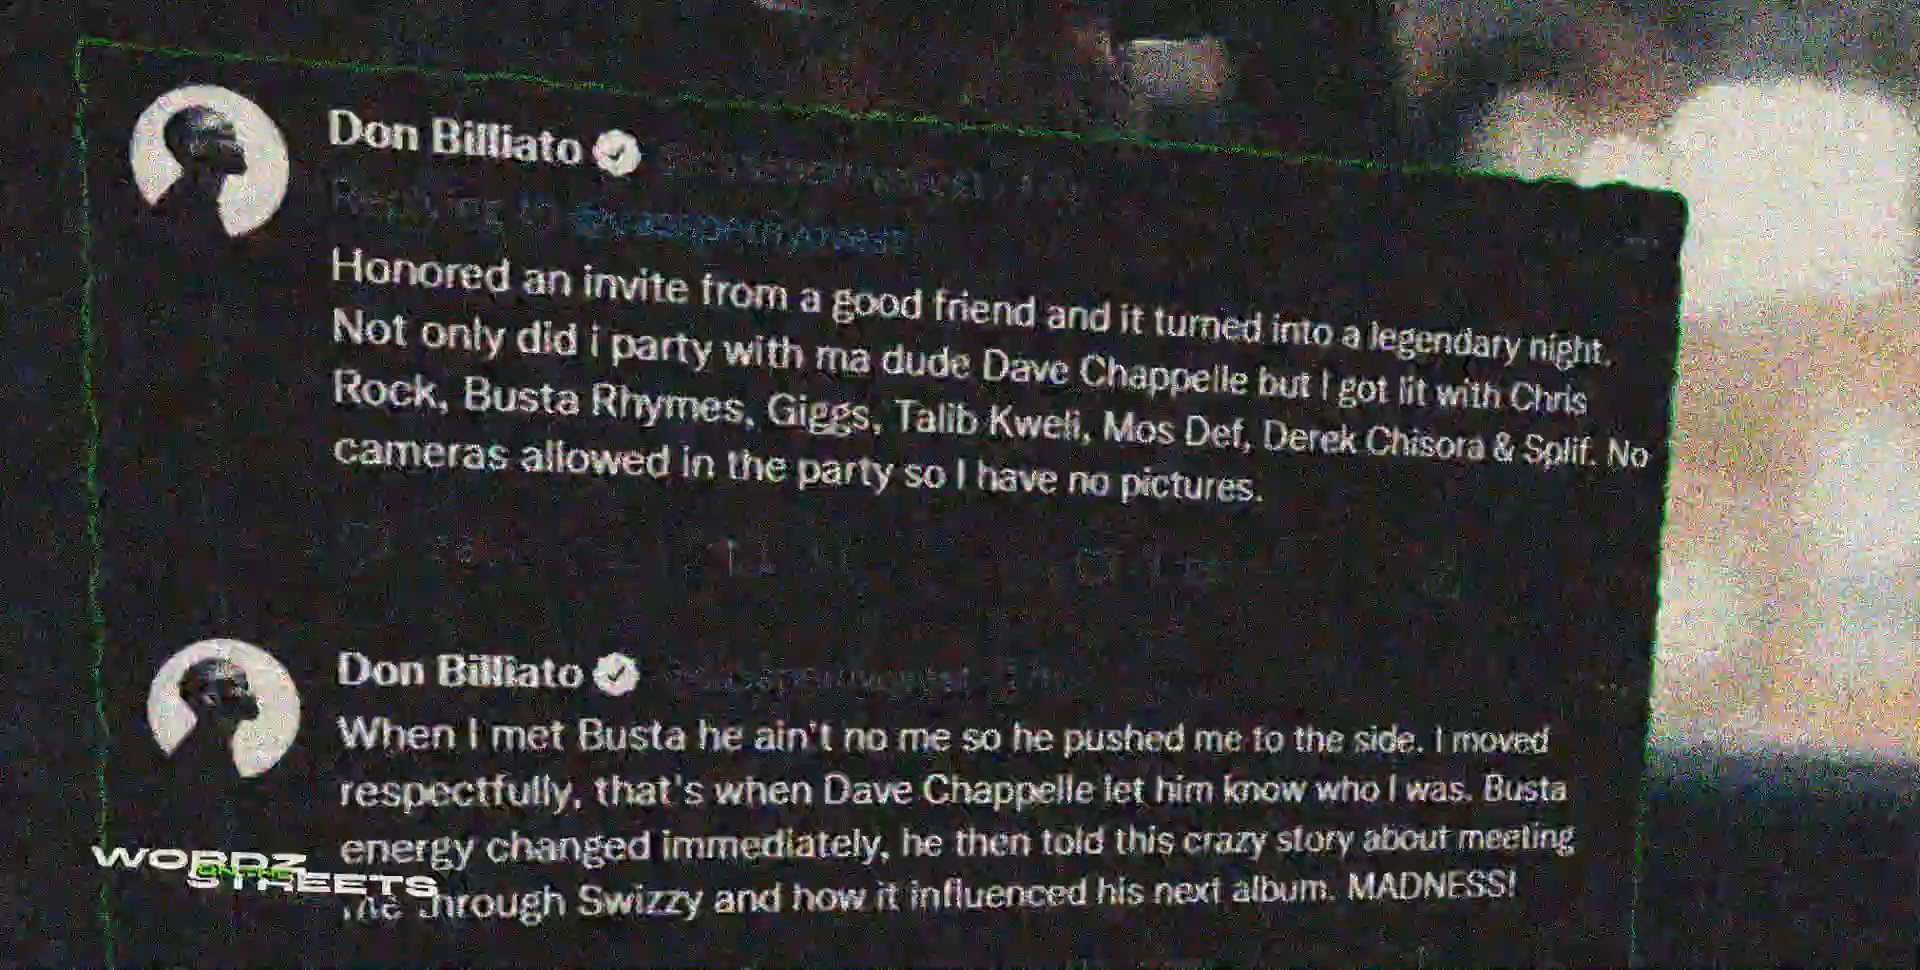 Don Billiato
Replying to
Honored an invite from a good friend and it turned into a legendary night.
Not only did i party with ma dude Dave Chappelle but I got lit with Chris
Rock, Busta Rhymes, Giggs, Talib Kweli, Mos Def, Derek Chisora & Splif. No
cameras allowed in the party so I have no pictures.
Don Billiato
When I met Busta he ain't no me so he pushed me to the side. I moved
respectfully, that's when Dave Chappelle let him know who I was. Busta
energy changed immediately, he then told this crazy story about meeting
through Swizzy and how it influenced his next album. MADNESS!
WORDZ
ON THE
STREETS